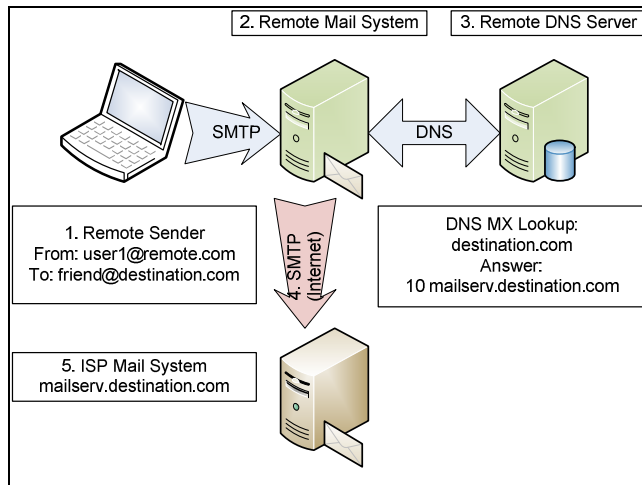 2. Remote Mail System
3. Remote DNS Server
SMTP
DNS
1. Remote Sender
From: user1@remote.com
To: friend@destination.com
4. SMTP
(Internet)
DNS MX Lookup:
destination.com
Answer:
10 mailserv.destination.com
5. ISP Mail System
mailserv.destination.com